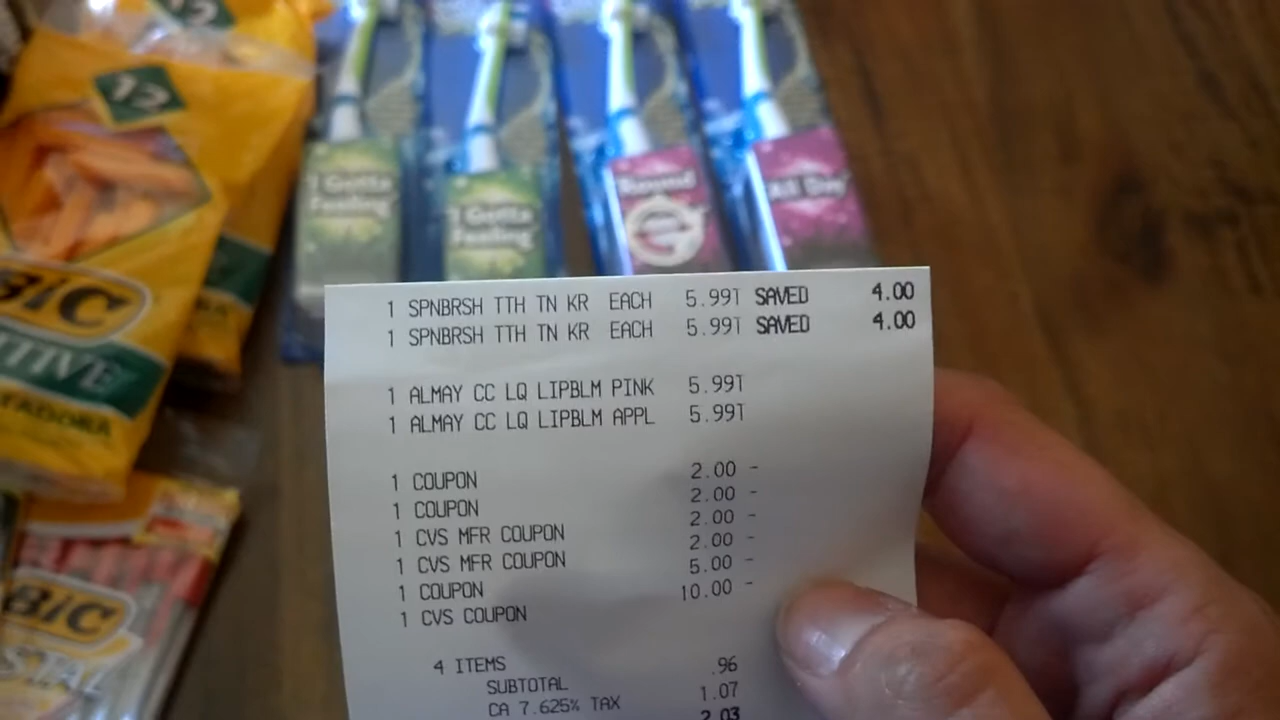 12
12
BIC
BIC
I Gotta
Feeling
I Gotta
Feeling
Round
All Day
1 SPNBRSH TTH TN KR EACH 5.99T SAVED 4.00
1 SPNBRSH TTH TN KR EACH 5.99T SAVED 4.00
1 ALMAY CC LQ LIPBLM PINK 5.99T
1 ALMAY CC LQ LIPBLM APPL 5.99T
1 COUPON 2.00 -
1 COUPON 2.00 -
1 CVS MFR COUPON 2.00 -
1 CVS MFR COUPON 2.00 -
1 COUPON 5.00 -
1 CVS COUPON 10.00 -
4 ITEMS
SUBTOTAL .96
CA 7.625% TAX 1.07
2.03